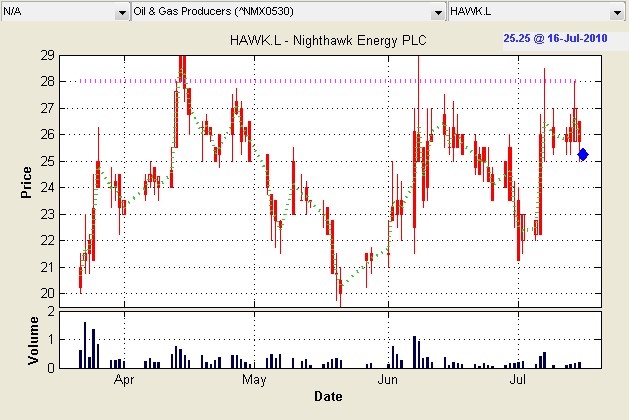 N/A Oil & Gas Producers (^NMX0530) HAWK.L
HAWK.L - Nighthawk Energy PLC 25.25 @ 16-Jul-2010
29
28
27
26
25
24
23
22
21
20
Price
2
1
0
Volume
Apr May Jun Jul
Date